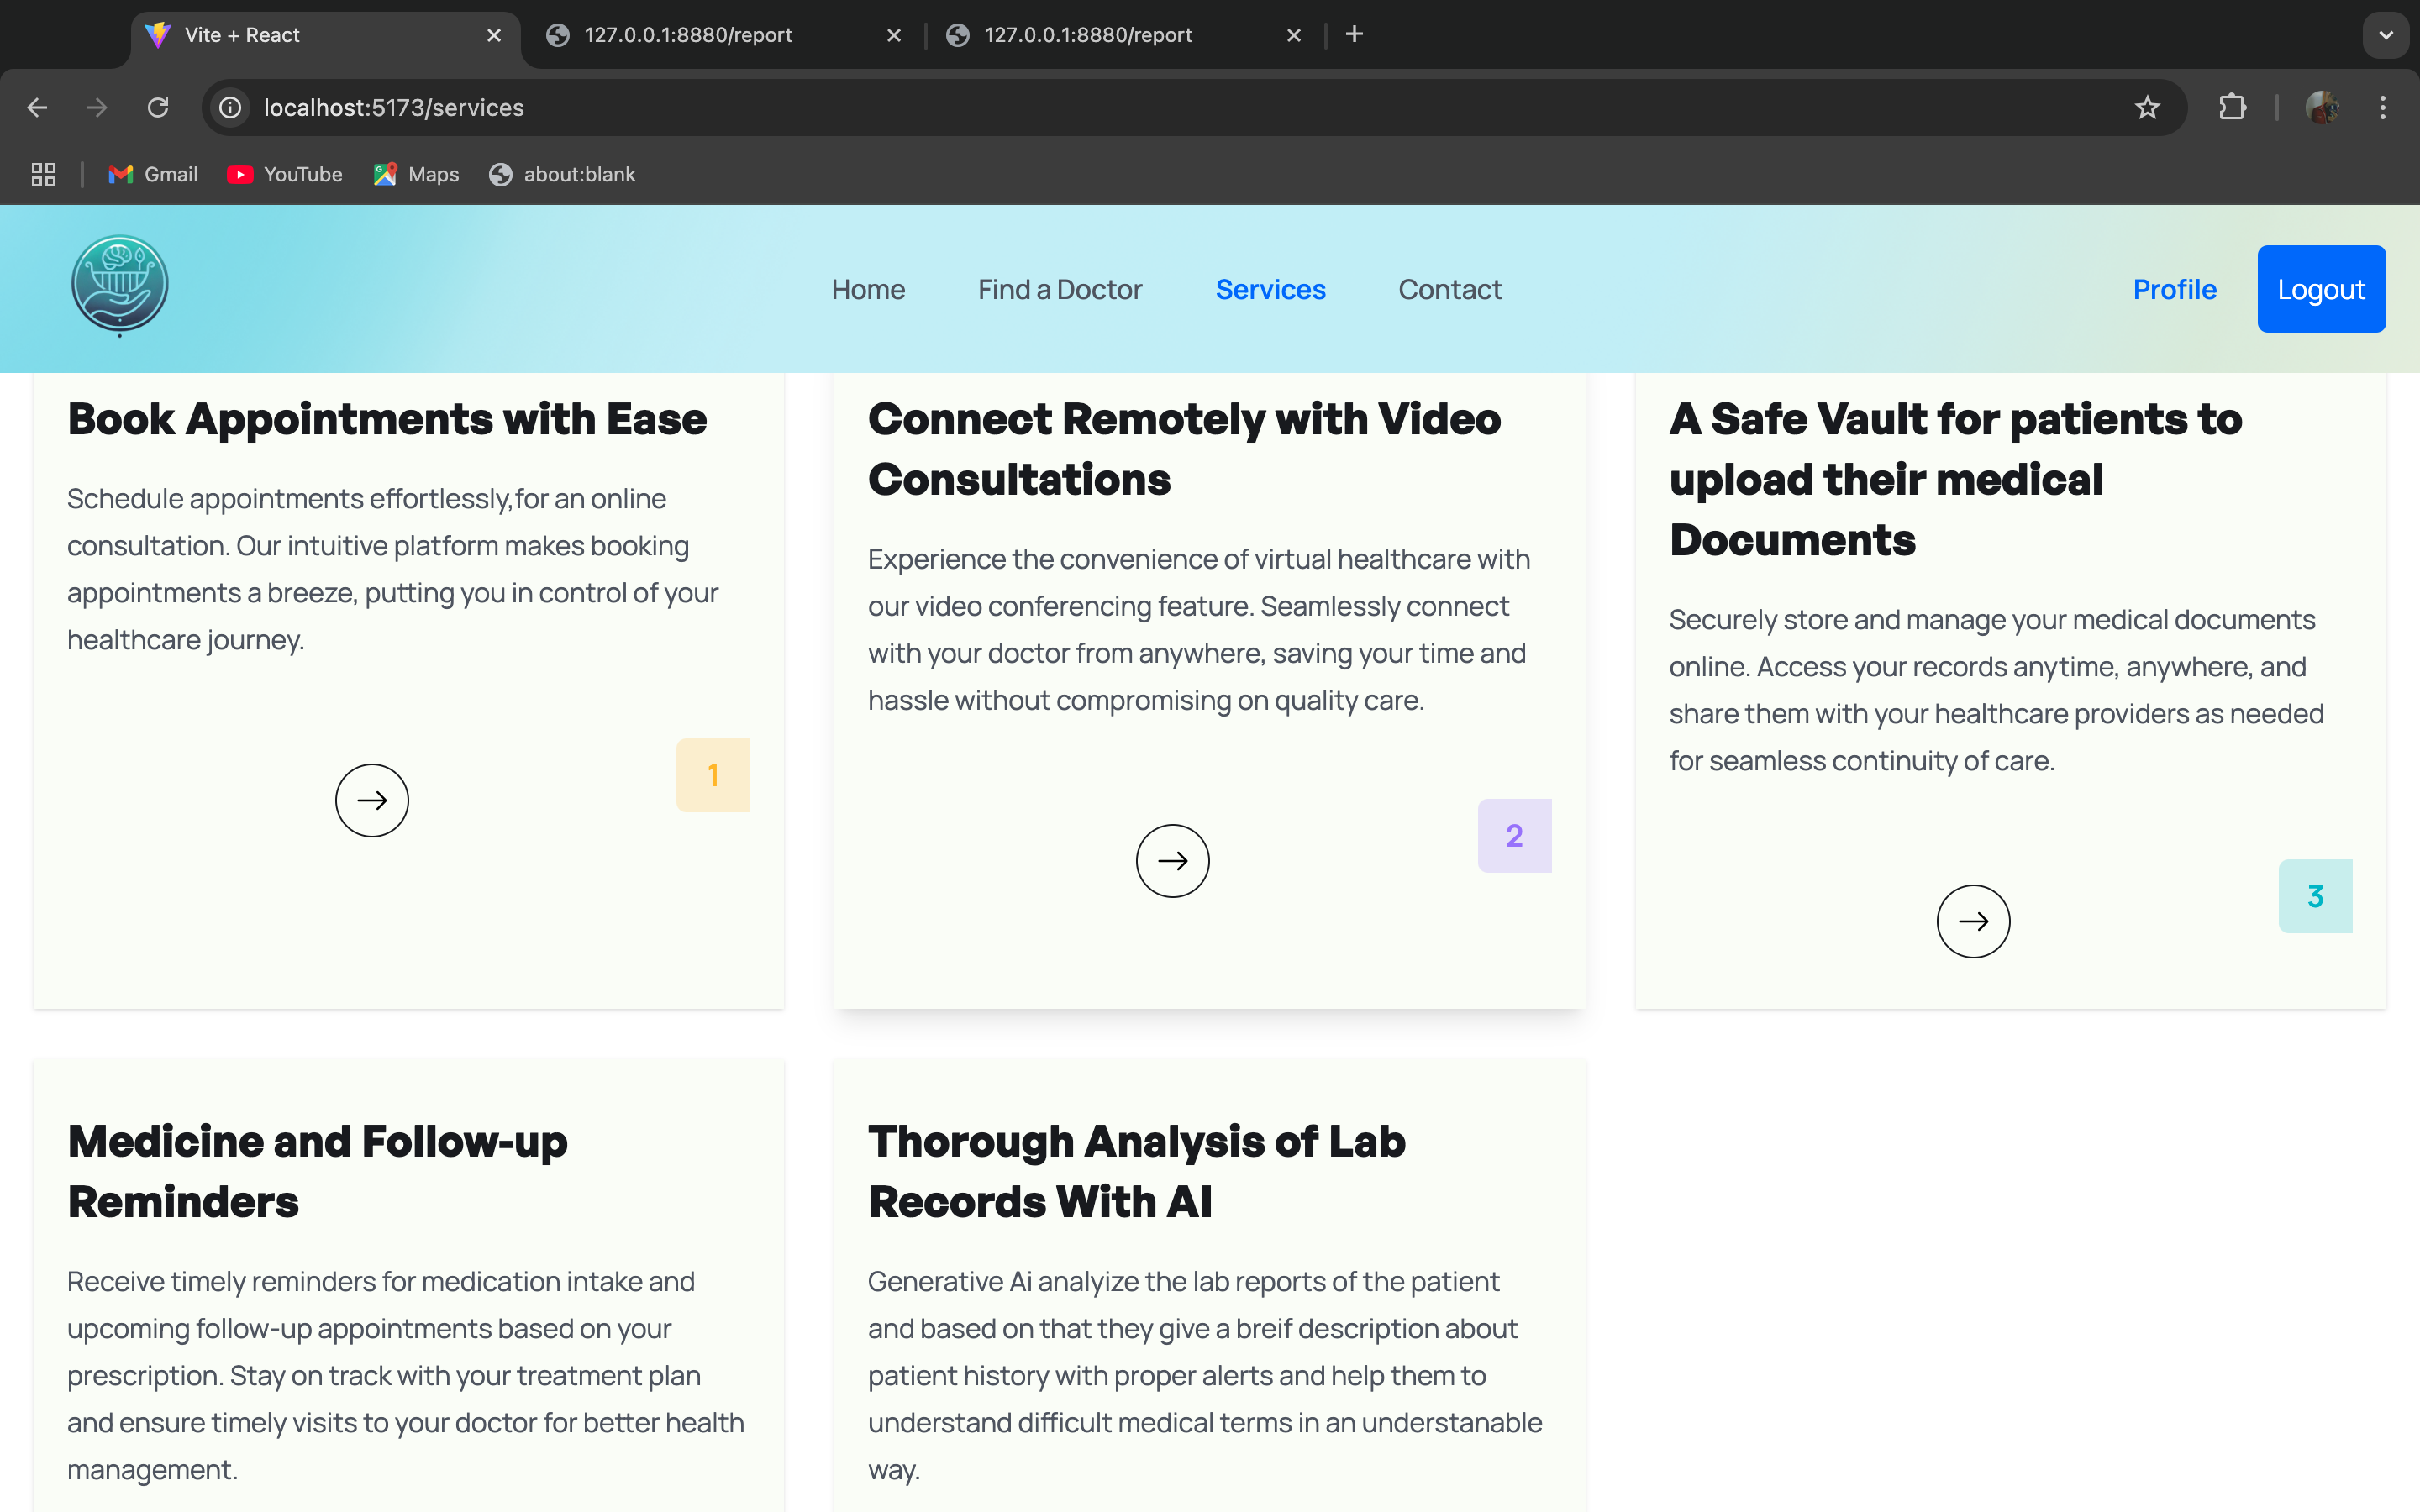 Vite + React
127.0.0.1:8880/report
127.0.0.1:8880/report
localhost:5173/services
Gmail
YouTube
Maps
about:blank
Home
Find a Doctor
Services
Contact
Profile
Logout
Book Appointments with Ease
Schedule appointments effortlessly,for an online
consultation. Our intuitive platform makes booking
appointments a breeze, putting you in control of your
healthcare journey.
1
Connect Remotely with Video
Consultations
Experience the convenience of virtual healthcare with
our video conferencing feature. Seamlessly connect
with your doctor from anywhere, saving your time and
hassle without compromising on quality care.
2
A Safe Vault for patients to
upload their medical
Documents
Securely store and manage your medical documents
online. Access your records anytime, anywhere, and
share them with your healthcare providers as needed
for seamless continuity of care.
3
Medicine and Follow-up
Reminders
Receive timely reminders for medication intake and
upcoming follow-up appointments based on your
prescription. Stay on track with your treatment plan
and ensure timely visits to your doctor for better health
management.
Thorough Analysis of Lab
Records With AI
Generative Ai analyize the lab reports of the patient
and based on that they give a breif description about
patient history with proper alerts and help them to
understand difficult medical terms in an understanable
way.